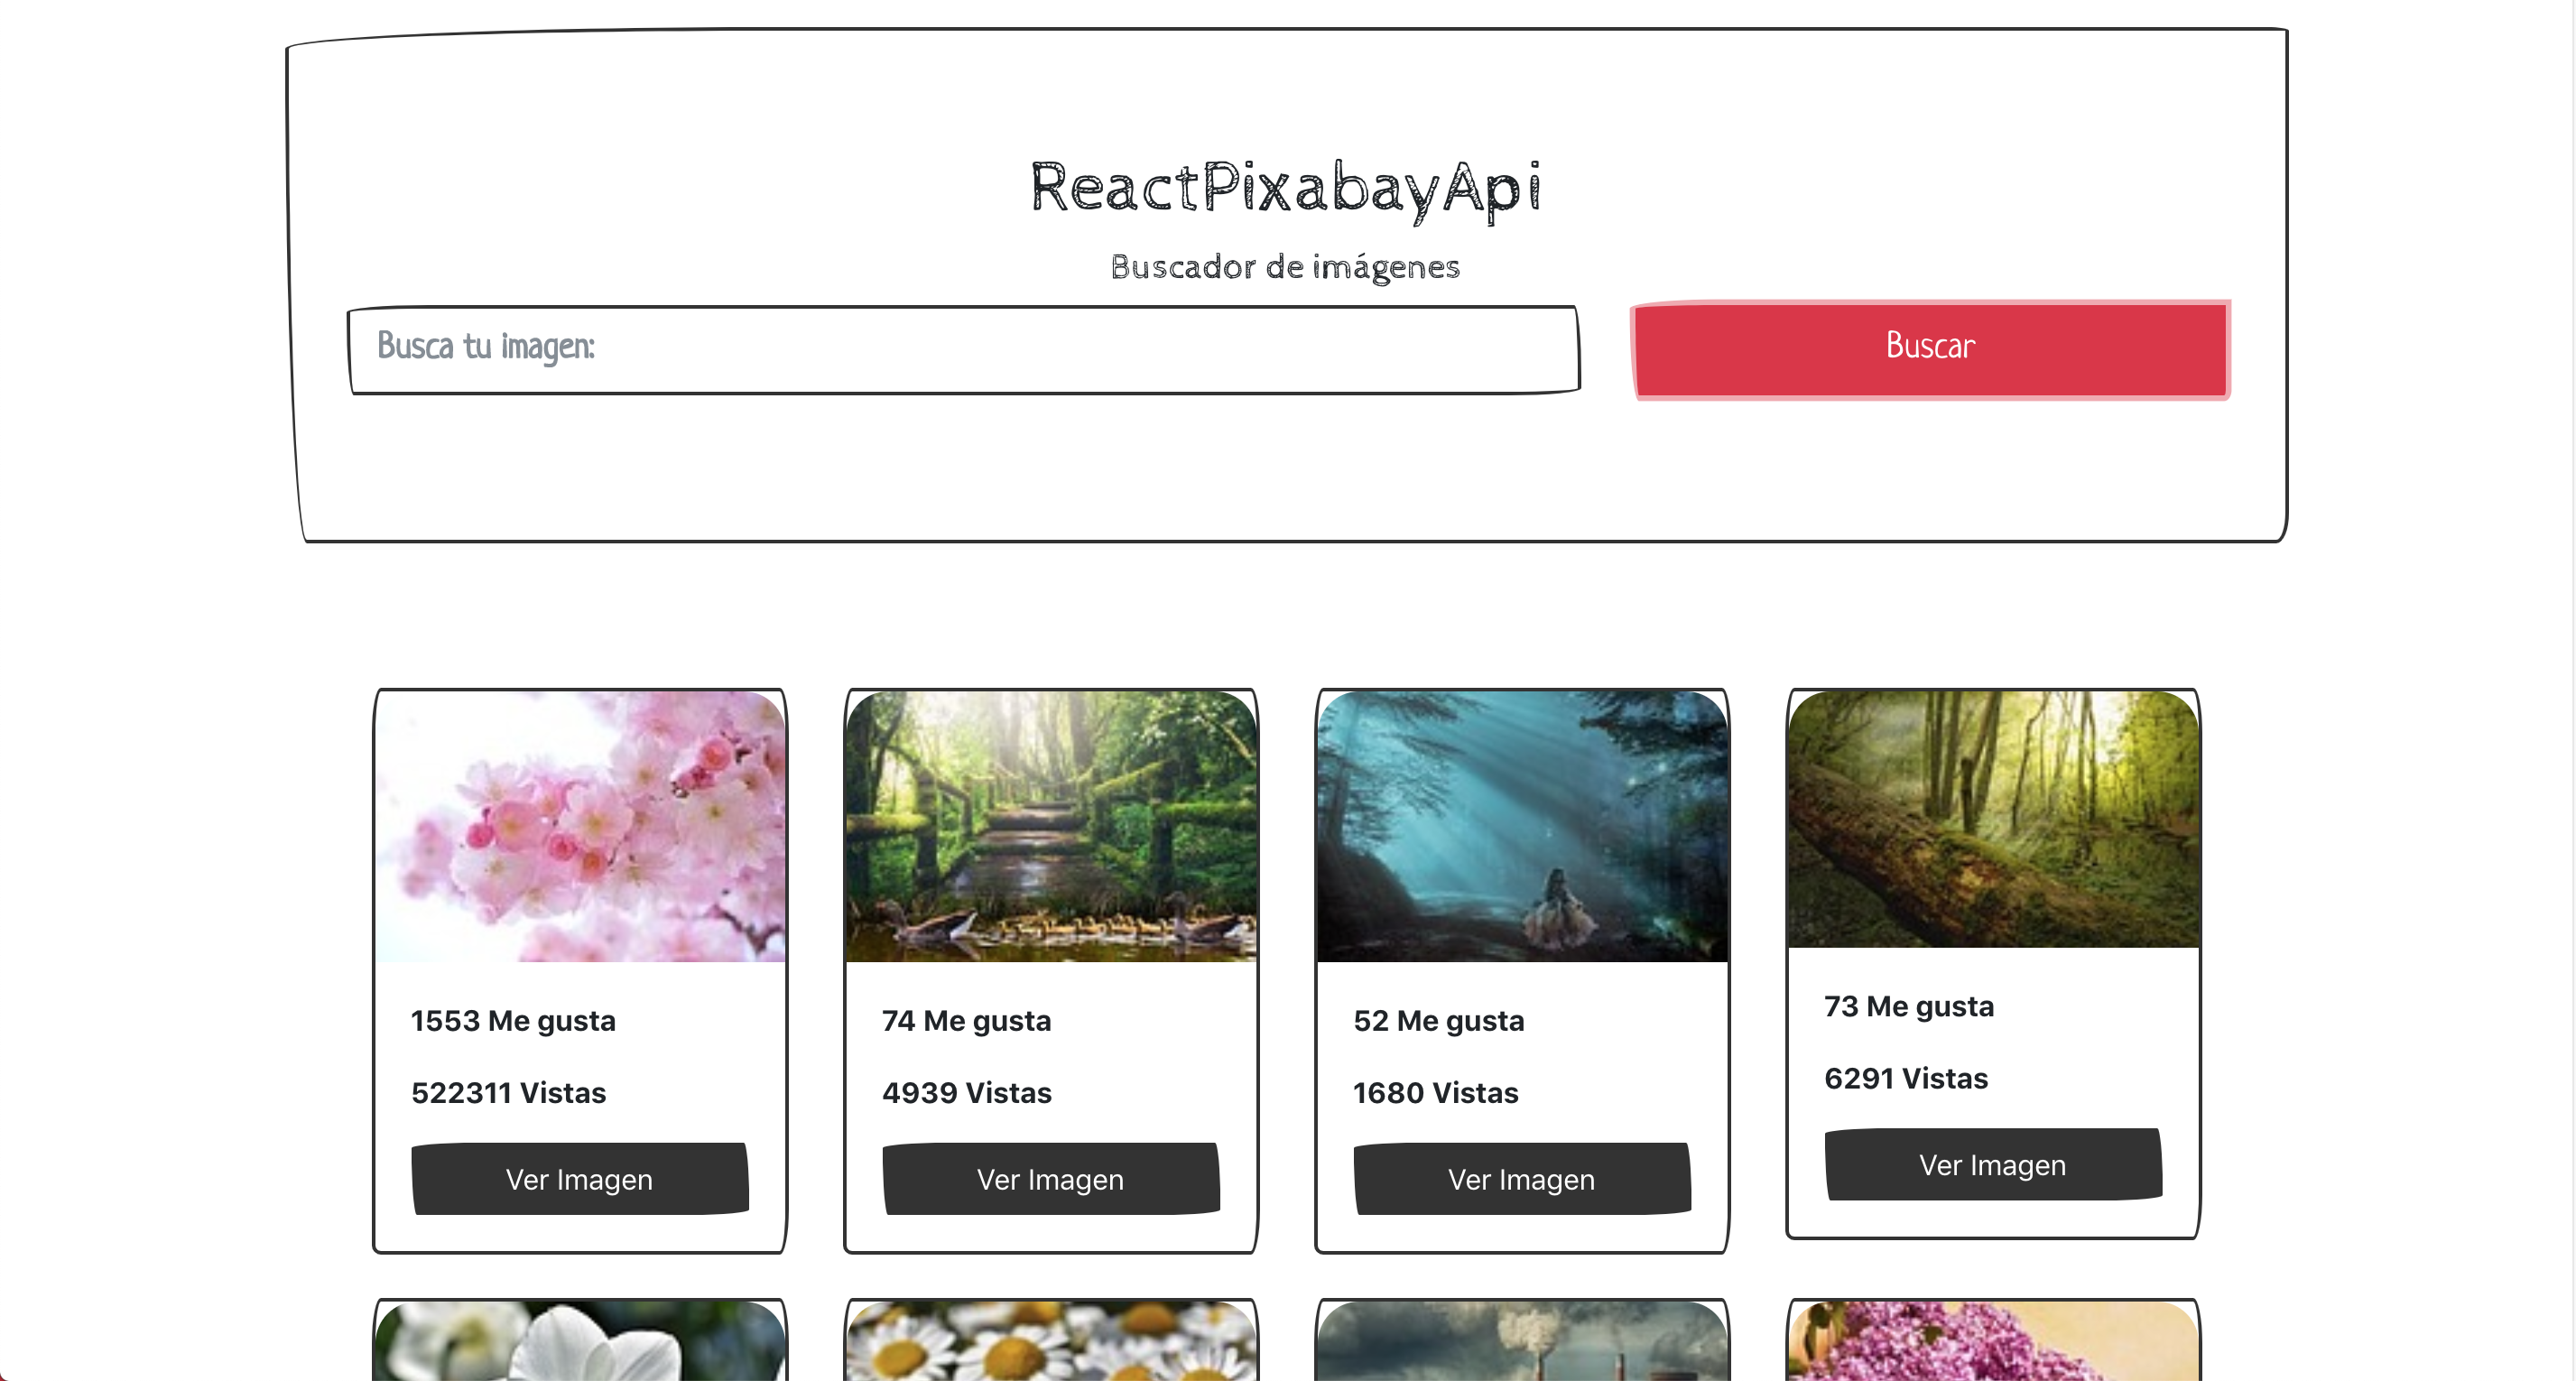 ReactPixabayApi
Buscador de imágenes
Busca tu imagen:
Buscar
1553 Me gusta
522311 Vistas
Ver Imagen
74 Me gusta
4939 Vistas
Ver Imagen
52 Me gusta
1680 Vistas
Ver Imagen
73 Me gusta
6291 Vistas
Ver Imagen